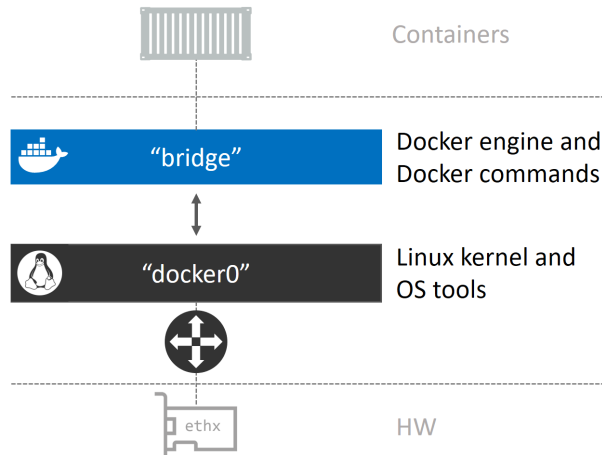 Containers
“bridge”
Docker engine and
Docker commands
“docker0”
Linux kernel and
OS tools
ethx
HW